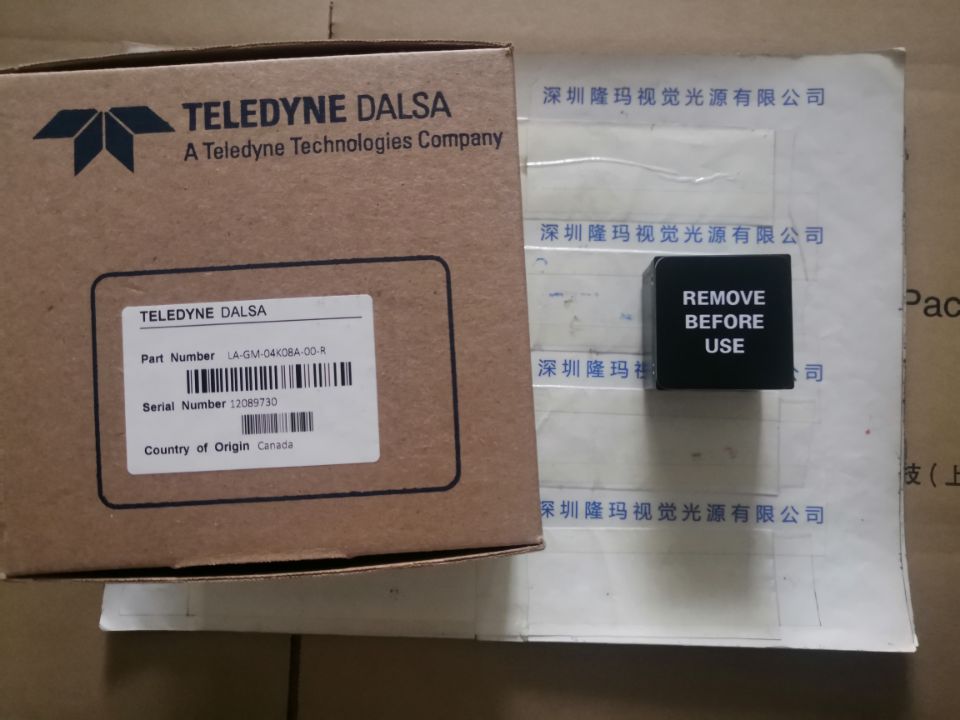 TELEDYNE DALSA
A Teledyne Technologies Company
TELEDYNE DALSA
Part Number LA-GM-04K08A-00-R
Serial Number 12089730
Country of Origin Canada
深圳隆玛视觉光源有限公司
深圳隆玛视觉光源有限公司
REMOVE
BEFORE
USE
深圳隆玛视 公司
深圳隆玛视觉光源有限公司
Pac
技(上